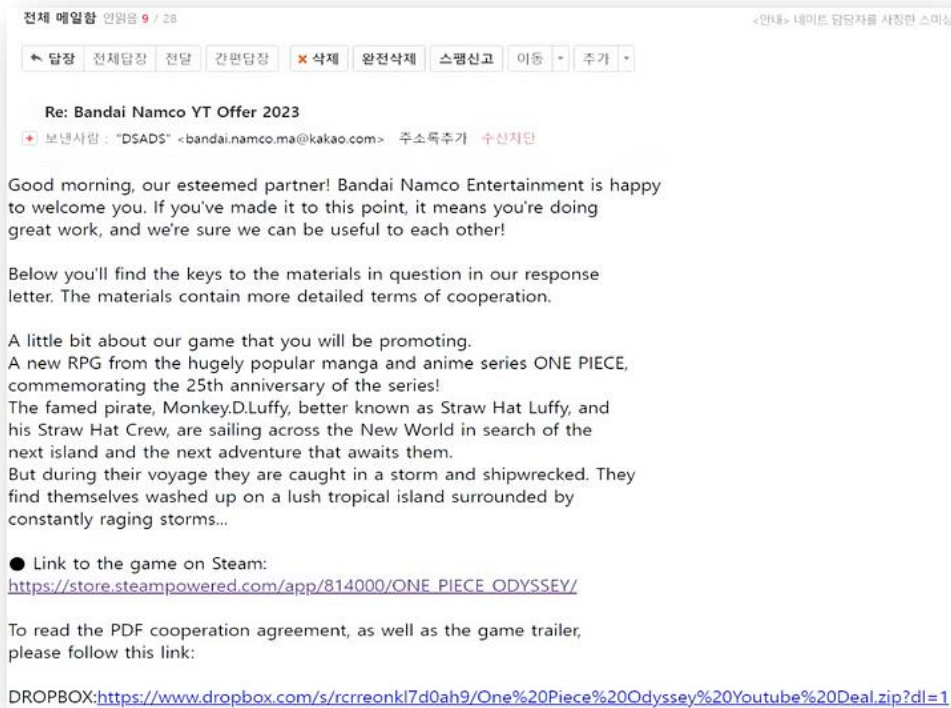 전체 메일함 안읽음 9 / 28
<안내> 네이트 담당자를 사칭한 스미싱
답장 전체답장 전달 간편답장 × 삭제 완전삭제 스팸신고 이동 추가
Re: Bandai Namco YT Offer 2023
보낸사람 : "DSADS" <bandai.namco.ma@kakao.com> 주소록추가 수신차단
Good morning, our esteemed partner! Bandai Namco Entertainment is happy
to welcome you. If you've made it to this point, it means you're doing
great work, and we're sure we can be useful to each other!
Below you'll find the keys to the materials in question in our response
letter. The materials contain more detailed terms of cooperation.
A little bit about our game that you will be promoting.
A new RPG from the hugely popular manga and anime series ONE PIECE,
commemorating the 25th anniversary of the series!
The famed pirate, Monkey.D.Luffy, better known as Straw Hat Luffy, and
his Straw Hat Crew, are sailing across the New World in search of the
next island and the next adventure that awaits them.
But during their voyage they are caught in a storm and shipwrecked. They
find themselves washed up on a lush tropical island surrounded by
constantly raging storms...
● Link to the game on Steam:
https://store.steampowered.com/app/814000/ONE_PIECE_ODYSSEY/
To read the PDF cooperation agreement, as well as the game trailer,
please follow this link:
DROPBOX:https://www.dropbox.com/s/rcrreonkl7d0ah9/One%20Piece%20Odyssey%20Youtube%20Deal.zip?dl=1